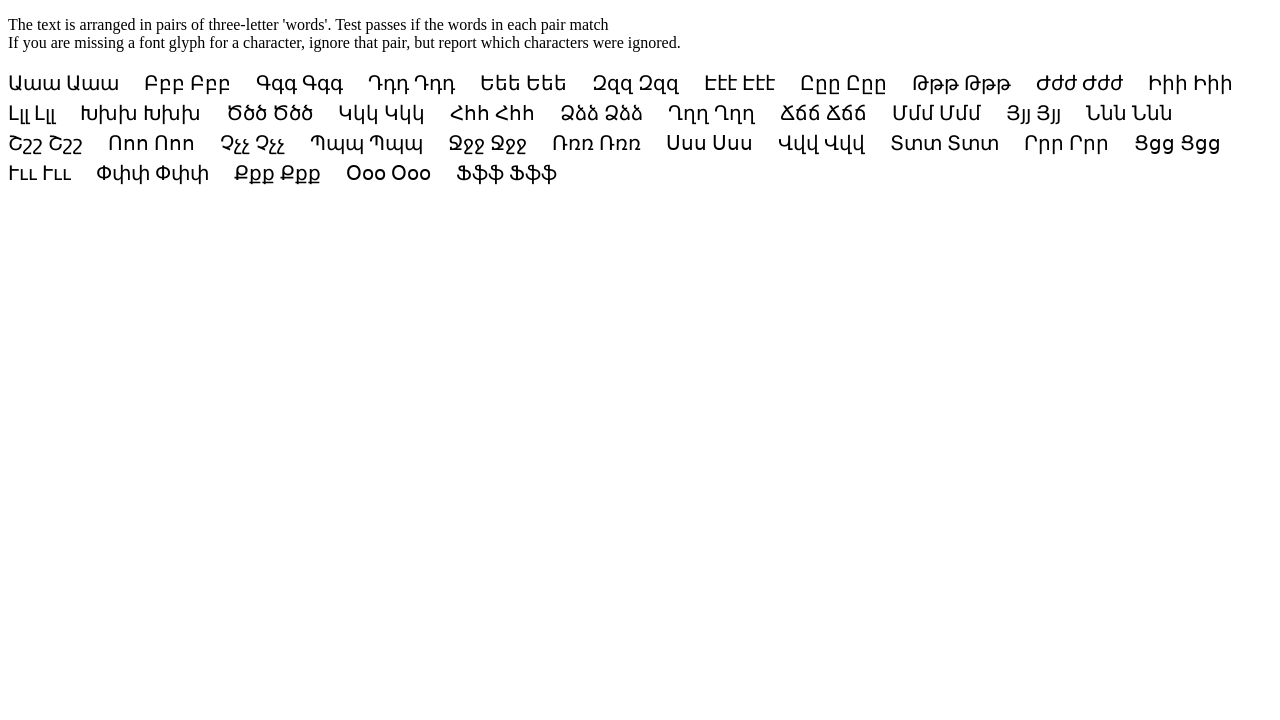 The text is arranged in pairs of three-letter 'words'. Test passes if the words in each pair match
If you are missing a font glyph for a character, ignore that pair, but report which characters were ignored.
Աաա Աաա Բբբ Բբբ Գգգ Գգգ Դդդ Դդդ Եեե Եեե Զզզ Զզզ Էէէ Էէէ Ըըը Ըըը Թթթ Թթթ Ժժժ Ժժժ Իիի Իիի
Լլլ Լլլ Խխխ Խխխ Ծծծ Ծծծ Կկկ Կկկ Հհհ Հհհ Ձձձ Ձձձ Ղղղ Ղղղ Ճճճ Ճճճ Մմմ Մմմ Յյյ Յյյ Ննն Ննն
Շշշ Շշշ Ոոո Ոոո Չչչ Չչչ Պպպ Պպպ Ջջջ Ջջջ Ռռռ Ռռռ Սսս Սսս Վվվ Վվվ Տտտ Տտտ Րրր Րրր Ցցց Ցցց
Ււււ Ււււ Փփփ Փփփ Քքք Քքք Օօօ Օօօ Ֆֆֆ Ֆֆֆ